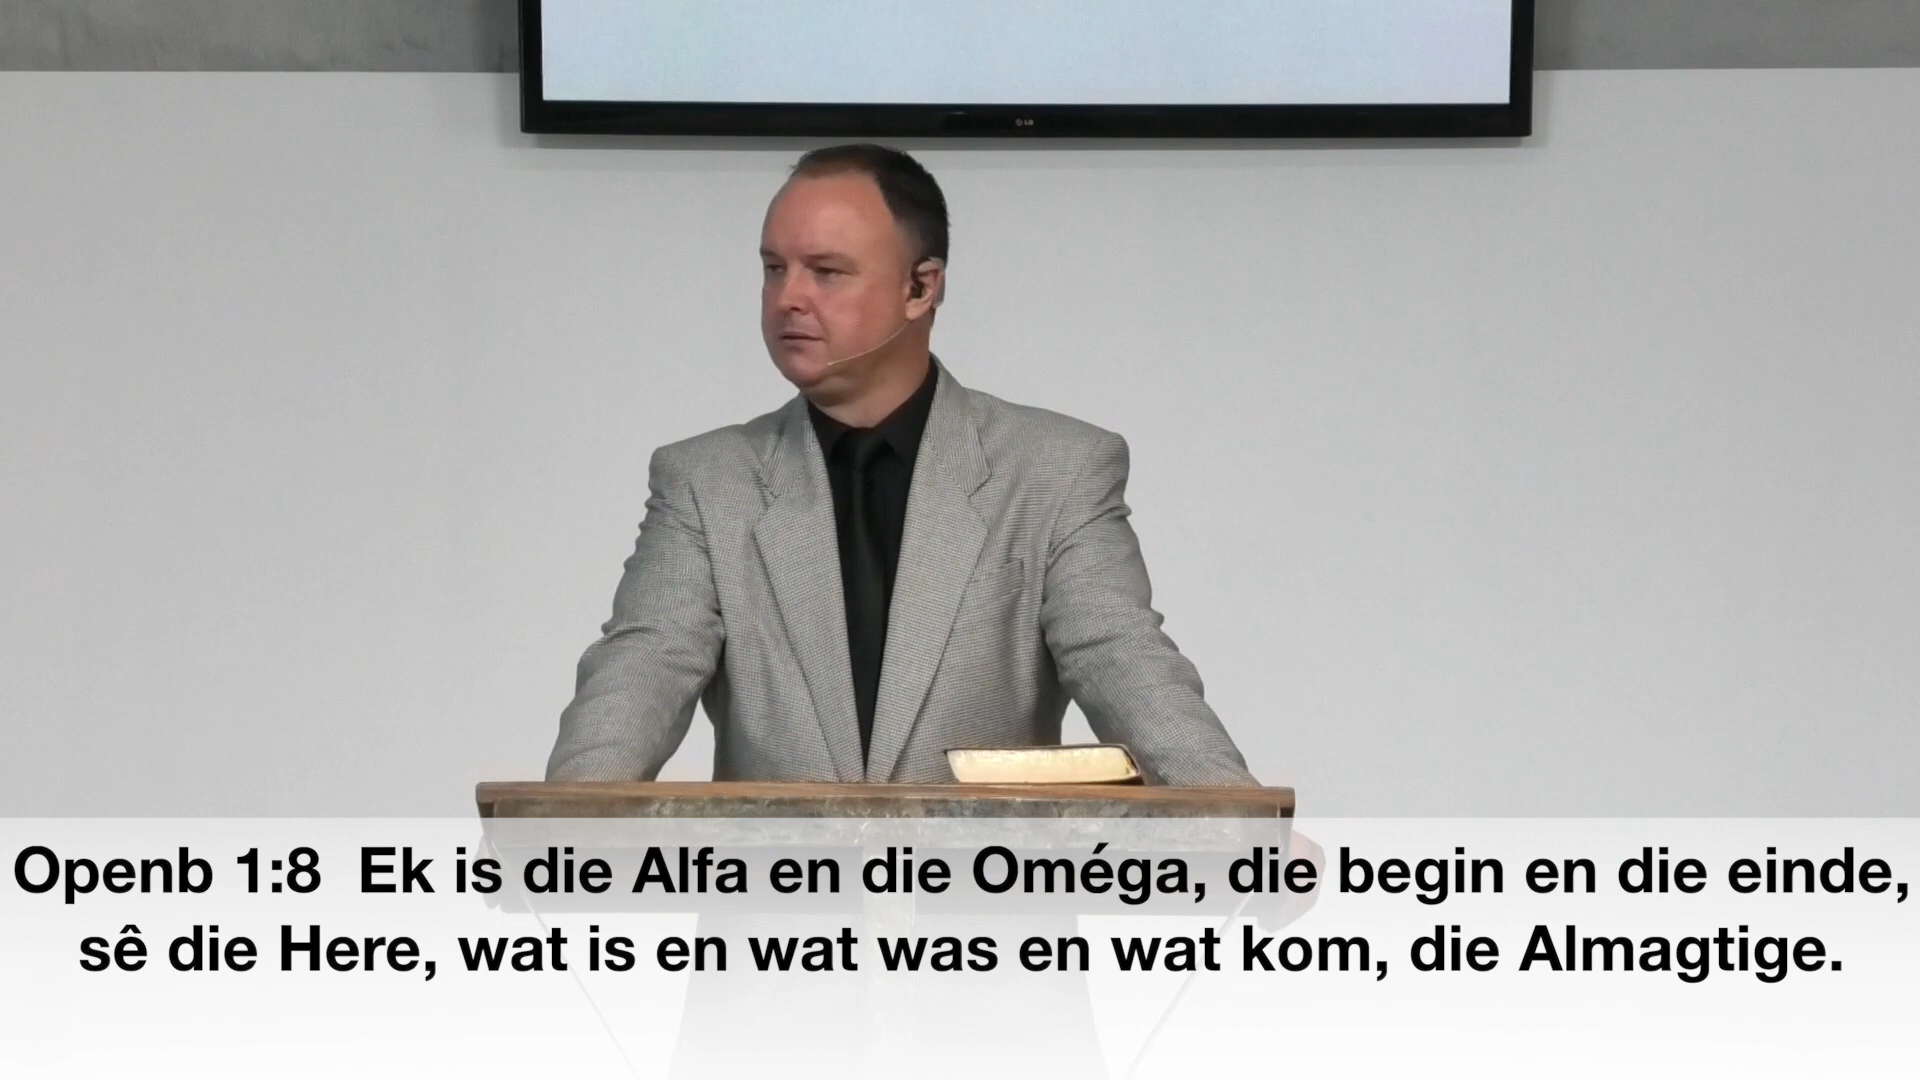 LG
Openb 1:8  Ek is die Alfa en die Oméga, die begin en die einde,
sê die Here, wat is en wat was en wat kom, die Almagtige.